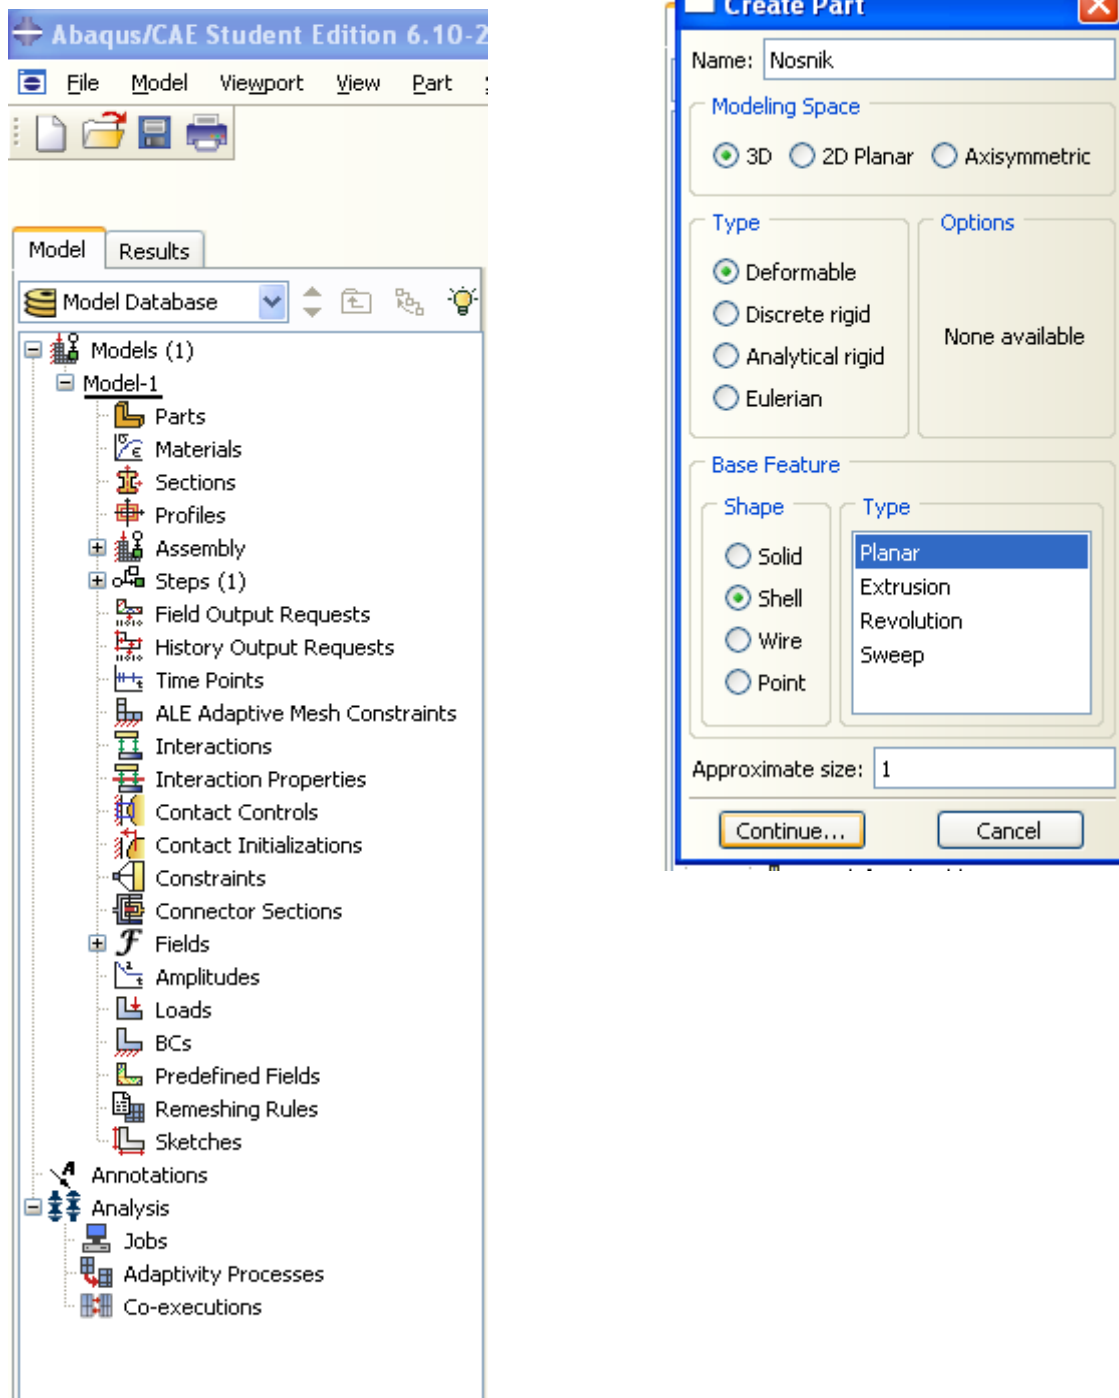 Abaqus/CAE Student Edition 6.10-2
File Model Viewport View Part
Model Results
Model Database
Models (1)
Model-1
Parts
Materials
Sections
Profiles
Assembly
Steps (1)
Field Output Requests
History Output Requests
Time Points
ALE Adaptive Mesh Constraints
Interactions
Interaction Properties
Contact Controls
Contact Initializations
Constraints
Connector Sections
Fields
Amplitudes
Loads
BCs
Predefined Fields
Remeshing Rules
Sketches
Annotations
Analysis
Jobs
Adaptivity Processes
Co-executions
Create Part
Name: Nosnik
Modeling Space
3D 2D Planar Axisymmetric
Type
Deformable
Discrete rigid
Analytical rigid
Eulerian
Options
None available
Base Feature
Shape
Solid
Shell
Wire
Point
Type
Planar
Extrusion
Revolution
Sweep
Approximate size: 1
Continue... Cancel